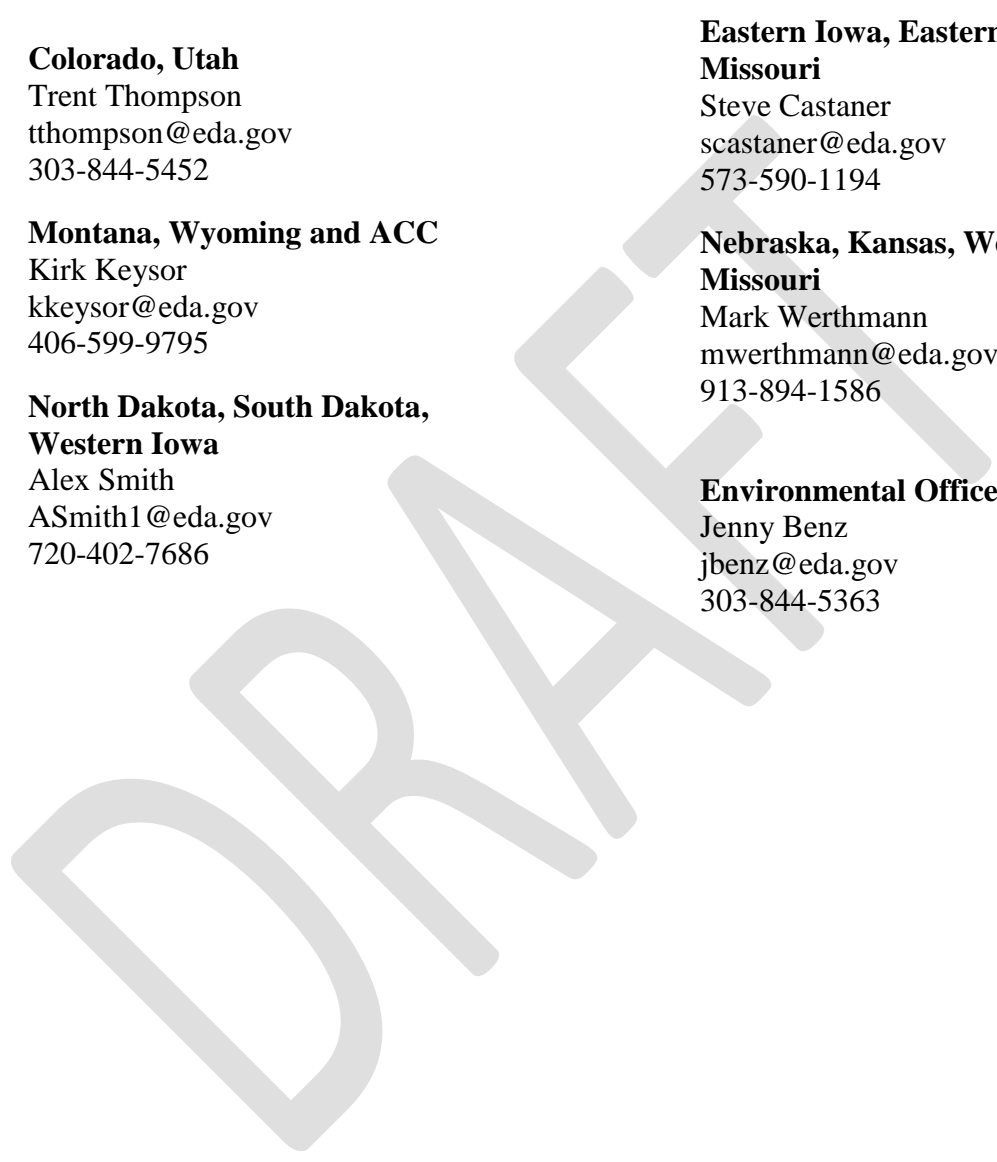 Colorado, Utah
Trent Thompson
tthompson@eda.gov
303-844-5452
Montana, Wyoming and ACC
Kirk Keysor
kkeysor@eda.gov
406-599-9795
North Dakota, South Dakota,
Western Iowa
Alex Smith
ASmith1@eda.gov
720-402-7686
Eastern Iowa, Eastern
Missouri
Steve Castaner
scastaner@eda.gov
573-590-1194
Nebraska, Kansas,
Missouri
Mark Werthmann
mwerthmann@eda.gov
913-894-1586
Environmental Office
Jenny Benz
jbenz@eda.gov
303-844-5363
DRAFT